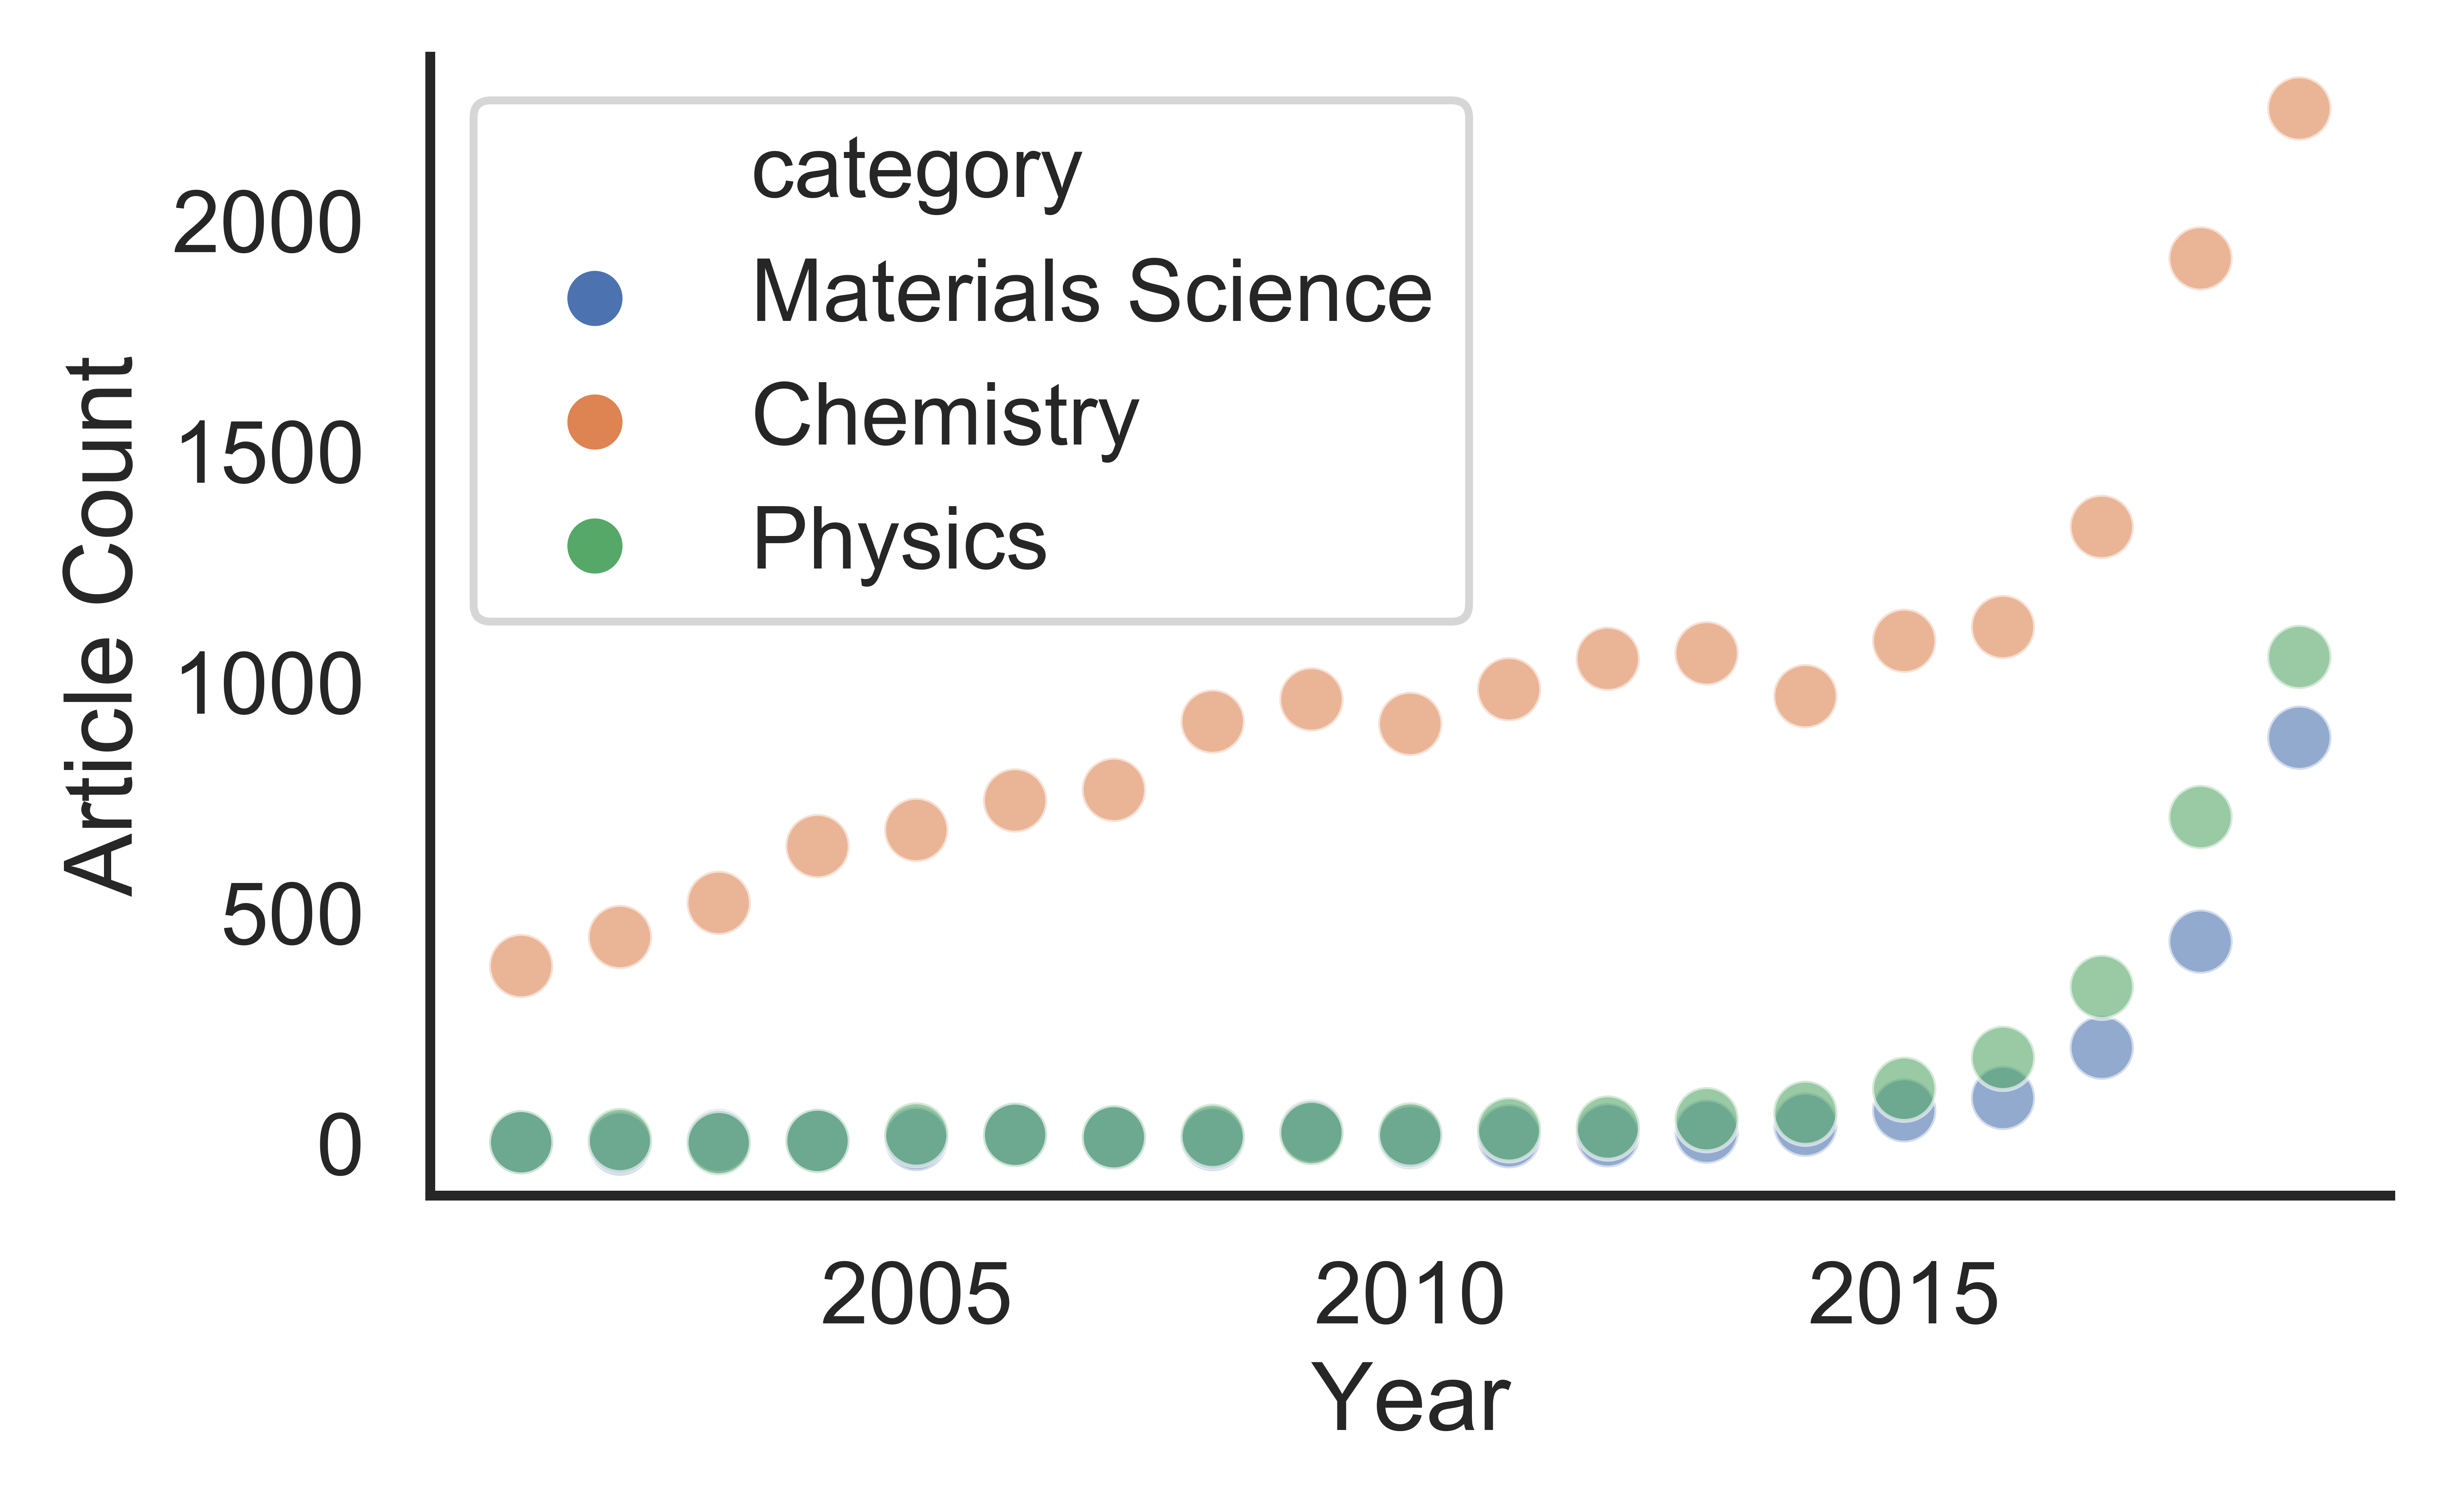 category
Materials Science
Chemistry
Physics
Article Count
2000
1500
1000
500
0
2005 2010 2015
Year